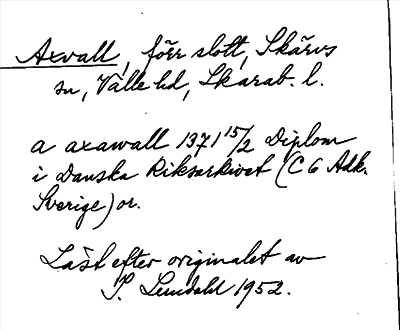 Axvall, förr slott, Skärvs
sn, Valle hd, Skarab. l.
a axawall 1371 15/2 Diplom
i Danska Riksarkivet (C 6 Adk.
Sverige) or.
Läst efter originalet av
I. Lundahl 1952.